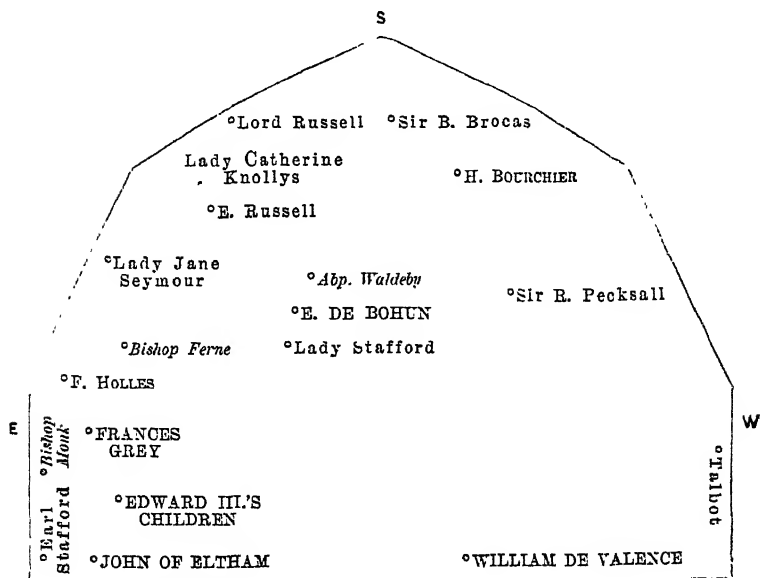 S
°Lord Russell °Sir B. Brocas
Lady Catherine
Knollys
°H. BOURCHIER
°E. Russell
°Lady Jane
Seymour
°Abp. Waldeby
°Sir R. Pecksall
°E. DE BOHUN
°Bishop Ferne °Lady Stafford
°F. HOLLES
E
°Bishop
Monk
°FRANCES
GREY
W
°Talbot
°Earl
Stafford
°EDWARD III.'S
CHILDREN
°JOHN OF ELTHAM °WILLIAM DE VALENCE